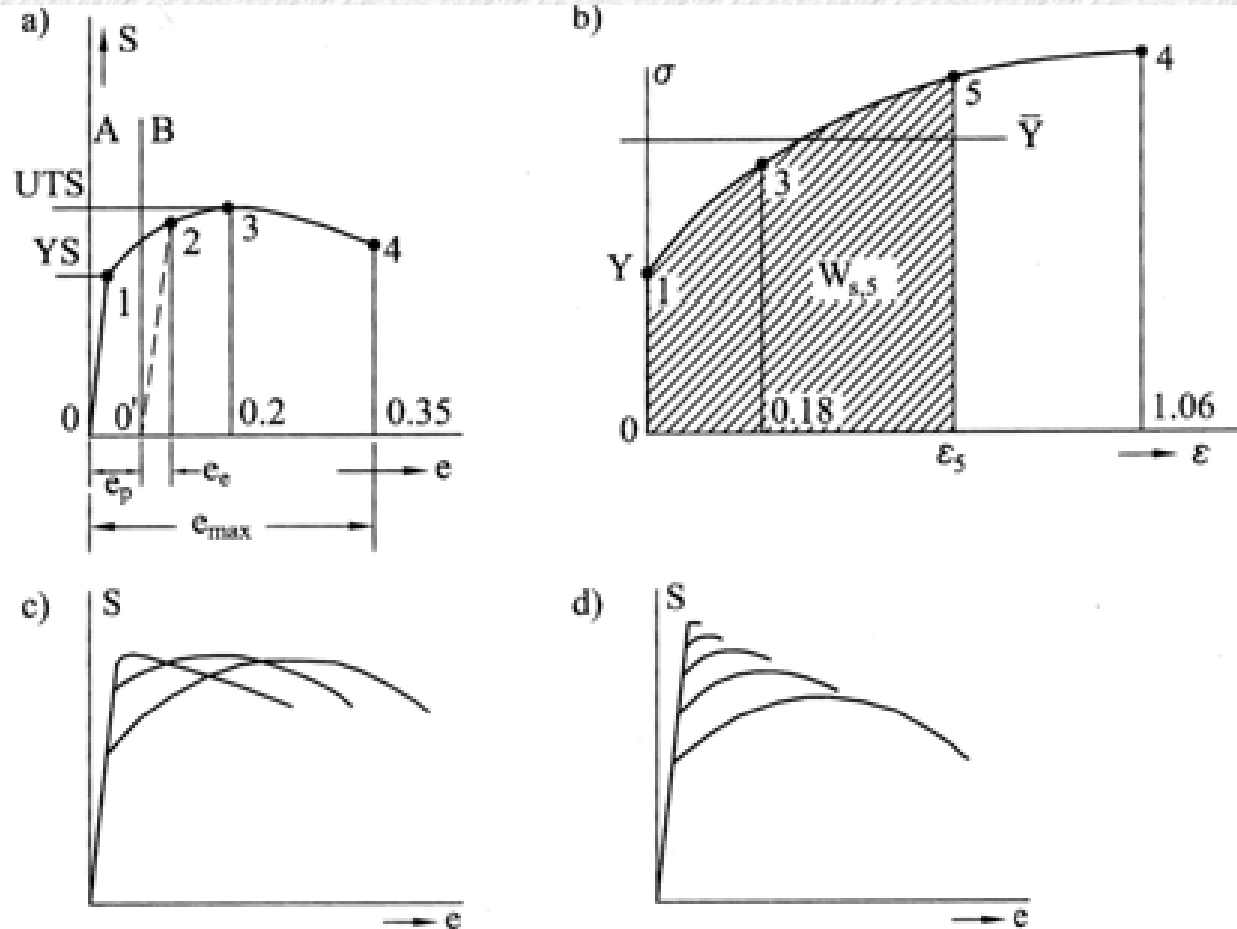 a)
S
A
B
UTS
YS
1
2
3
4
0
0'
0.2
0.35
e
e_p
e_e
e_max
b)
σ
4
5
Ȳ
3
Y
1
W_s,5
0
0.18
1.06
ε_5
ε
c)
S
e
d)
S
e